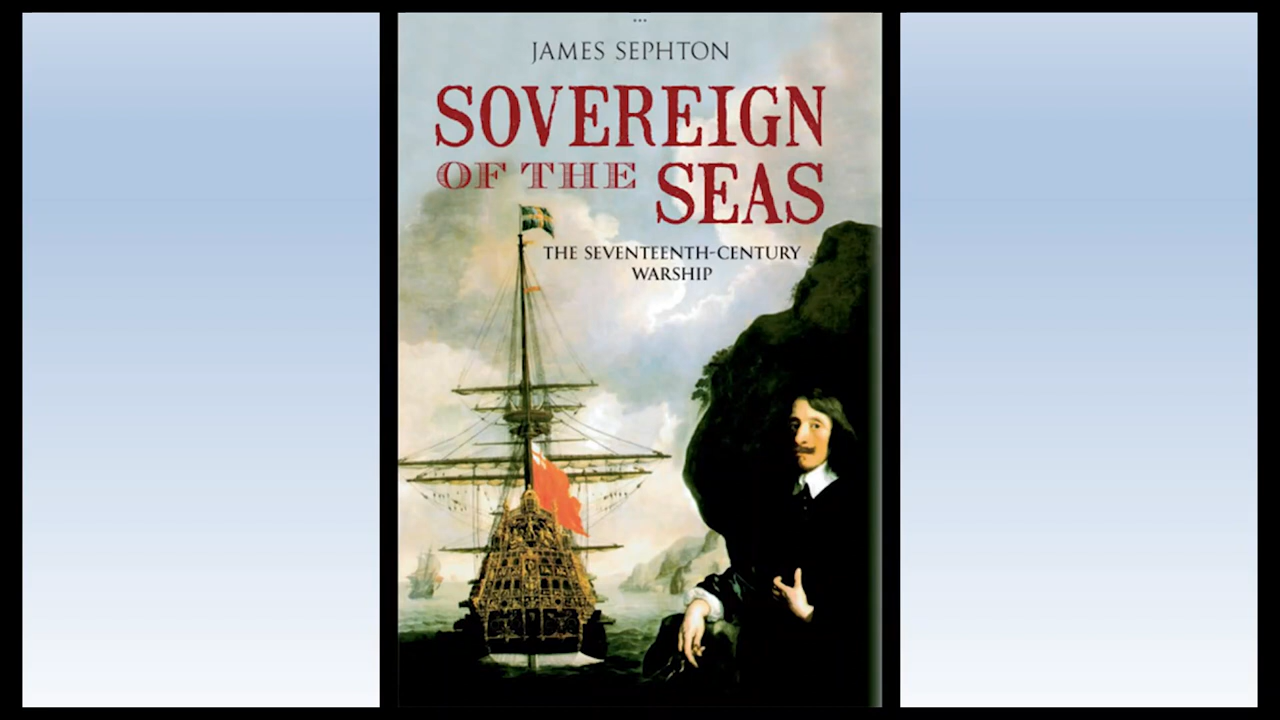 JAMES SEPHTON
SOVEREIGN
OF THE SEAS
THE SEVENTEENTH-CENTURY
WARSHIP